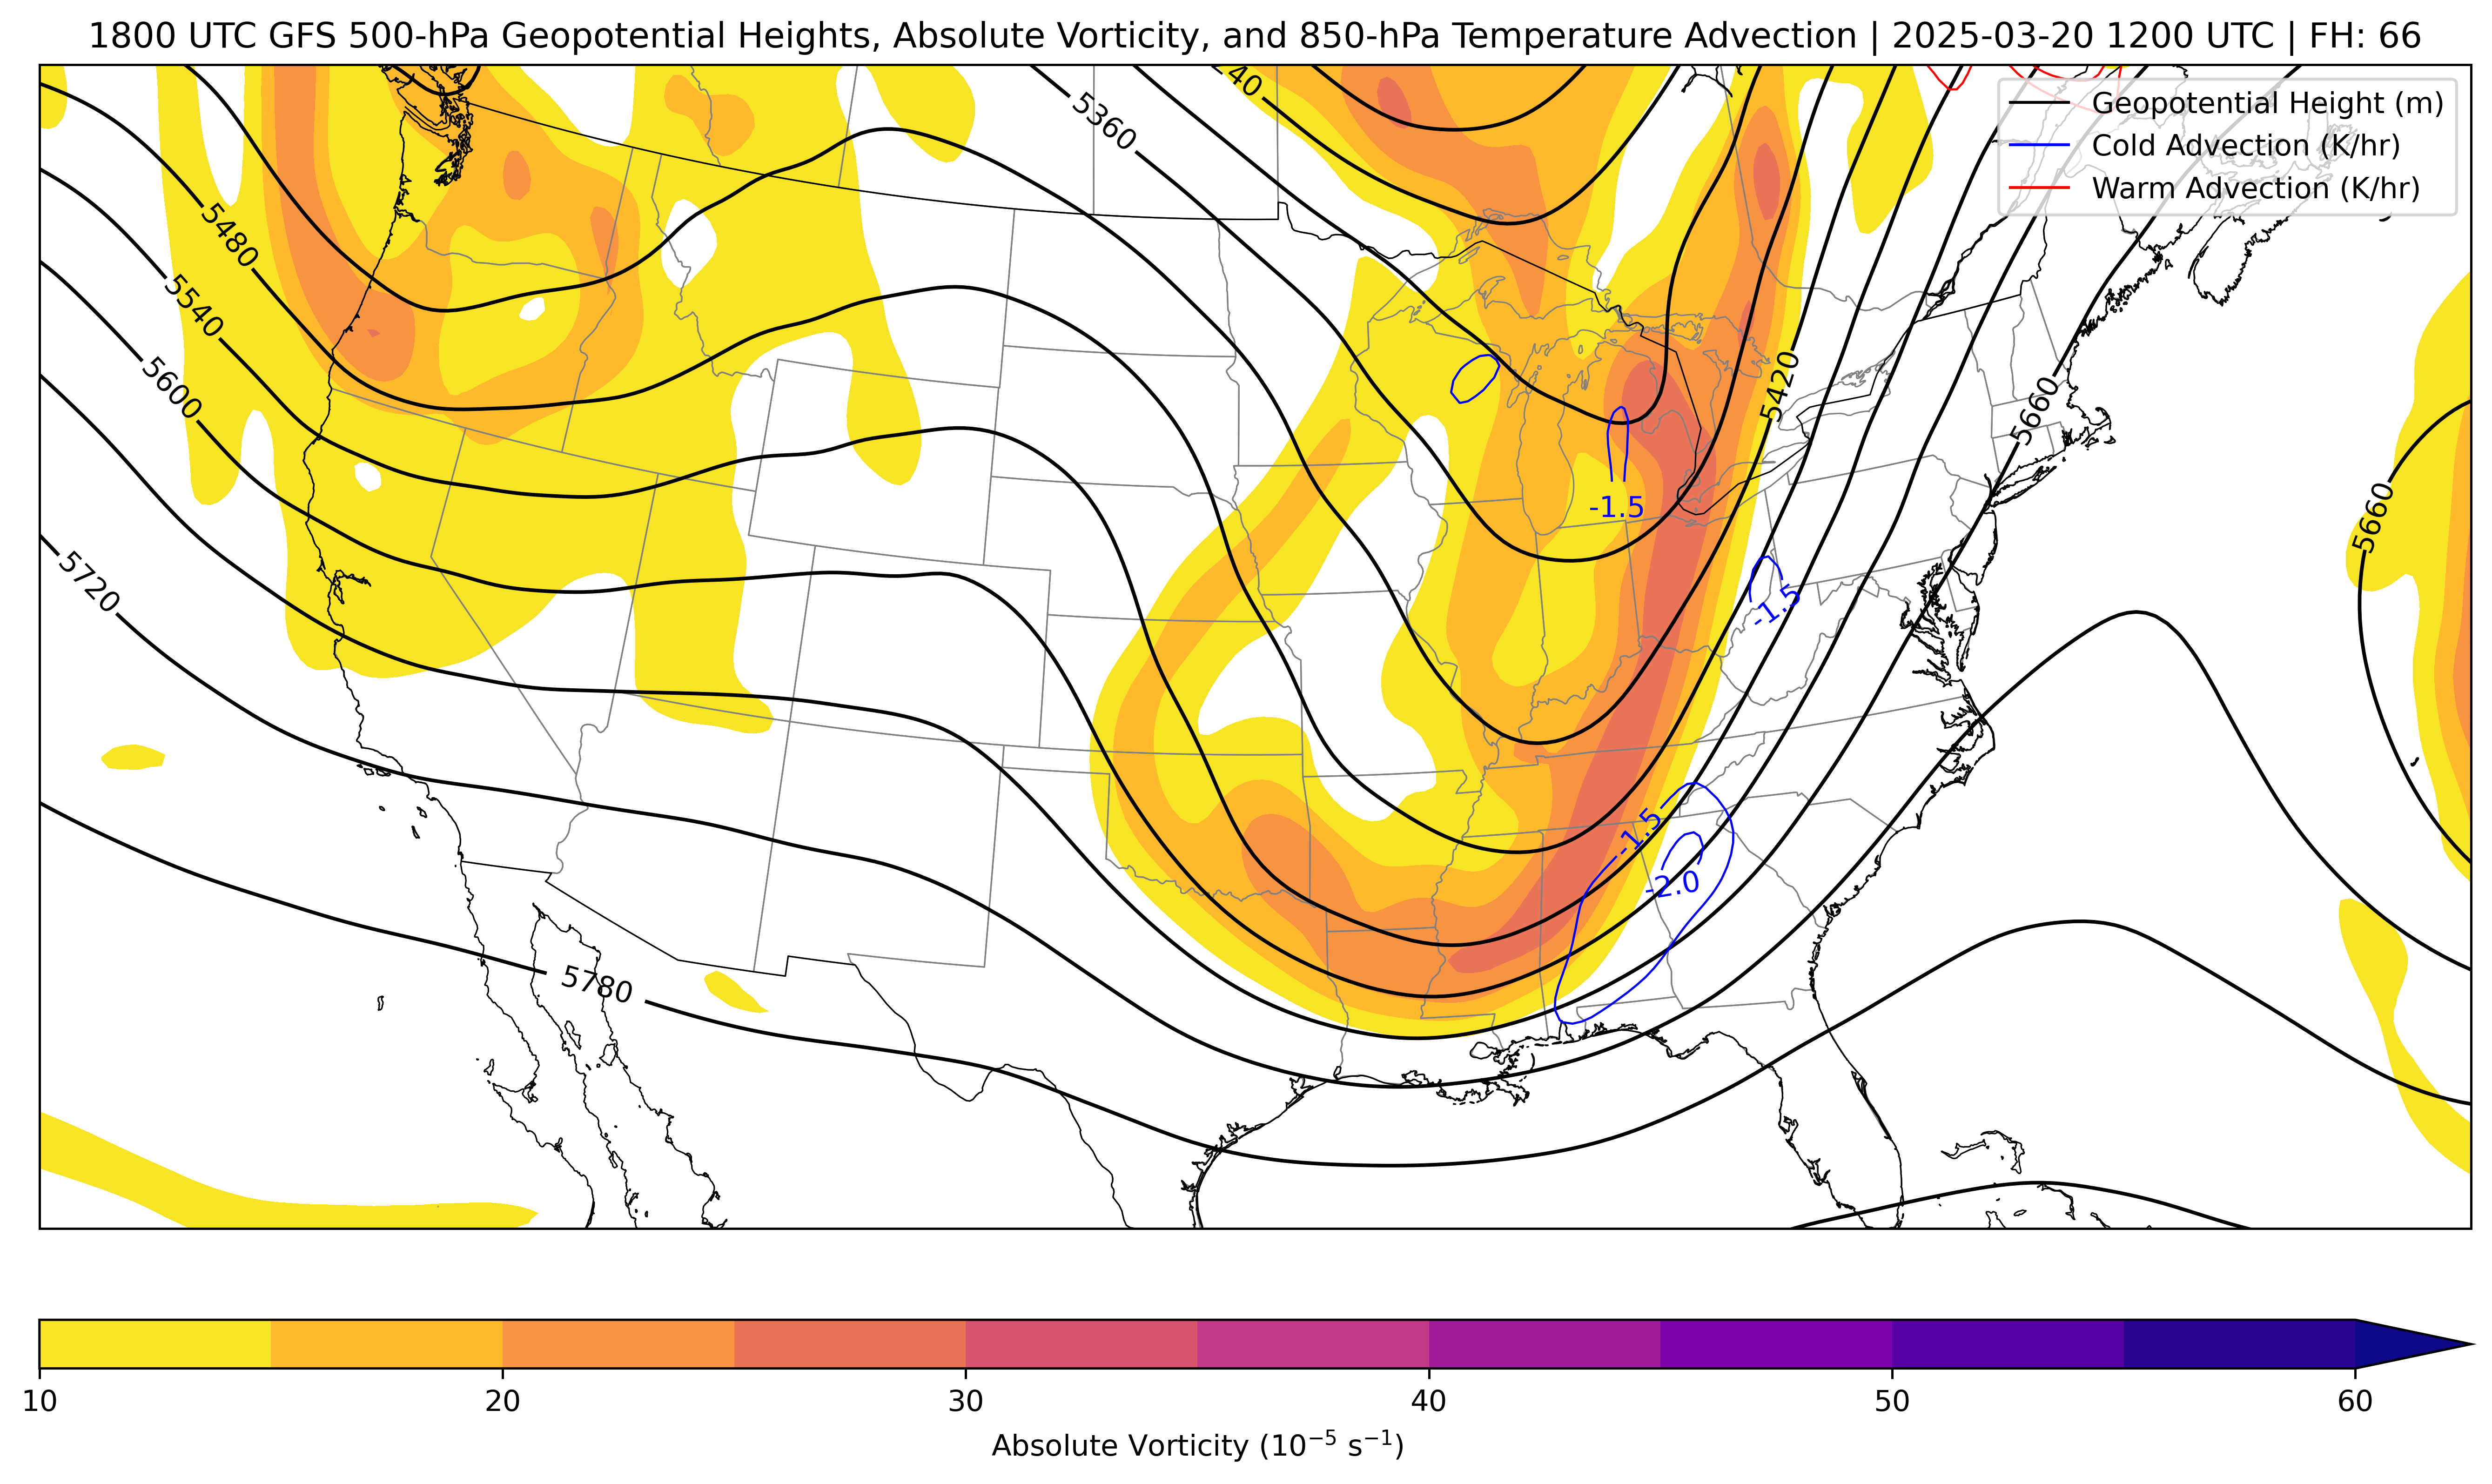 1800 UTC GFS 500-hPa Geopotential Heights, Absolute Vorticity, and 850-hPa Temperature Advection | 2025-03-20 1200 UTC | FH: 66
Geopotential Height (m)
Cold Advection (K/hr)
Warm Advection (K/hr)
40
5360
5480
5540
5600
5720
5780
5420
5660
5660
-1.5
-1.5
-1.5
-2.0
10 20 30 40 50 60
Absolute Vorticity (10⁻⁵ s⁻¹)